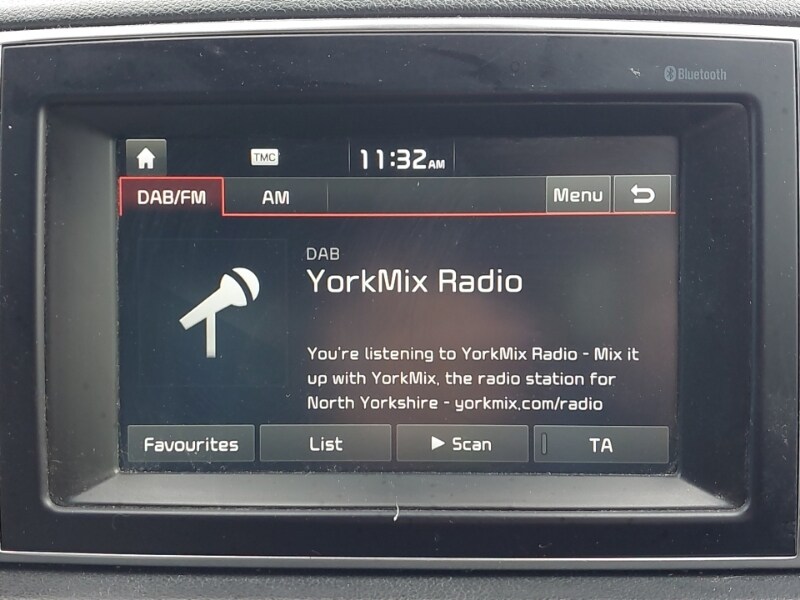 Bluetooth
TMC
11:32AM
DAB/FM
AM
Menu
DAB
YorkMix Radio
You're listening to YorkMix Radio - Mix it
up with YorkMix, the radio station for
North Yorkshire - yorkmix.com/radio
Favourites
List
Scan
TA